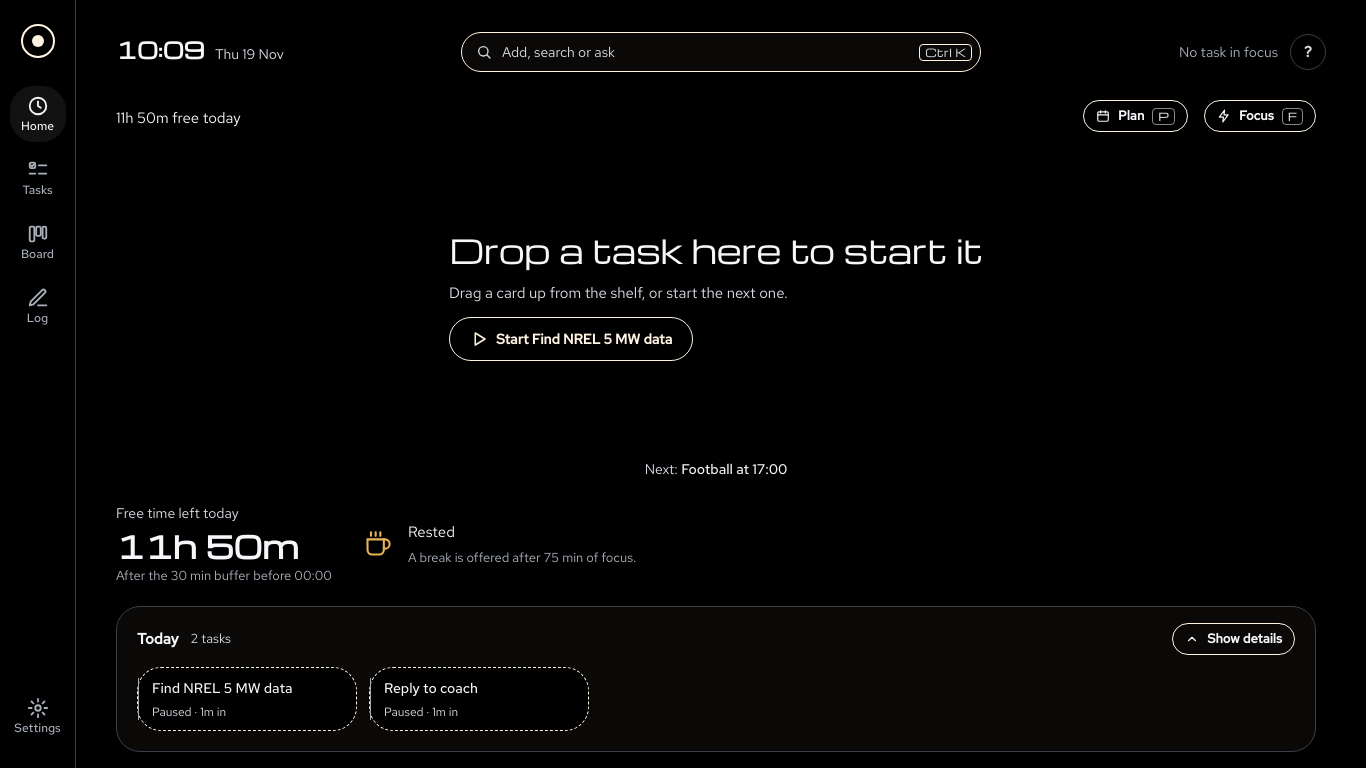 10:09 Thu 19 Nov
Add, search or ask
Ctrl K
No task in focus
?
Home
Tasks
Board
Log
Settings
11h 50m free today
Plan P
Focus F
Drop a task here to start it
Drag a card up from the shelf, or start the next one.
Start Find NREL 5 MW data
Next: Football at 17:00
Free time left today
11h 50m
After the 30 min buffer before 00:00
Rested
A break is offered after 75 min of focus.
Today 2 tasks
Show details
Find NREL 5 MW data
Paused · 1m in
Reply to coach
Paused · 1m in